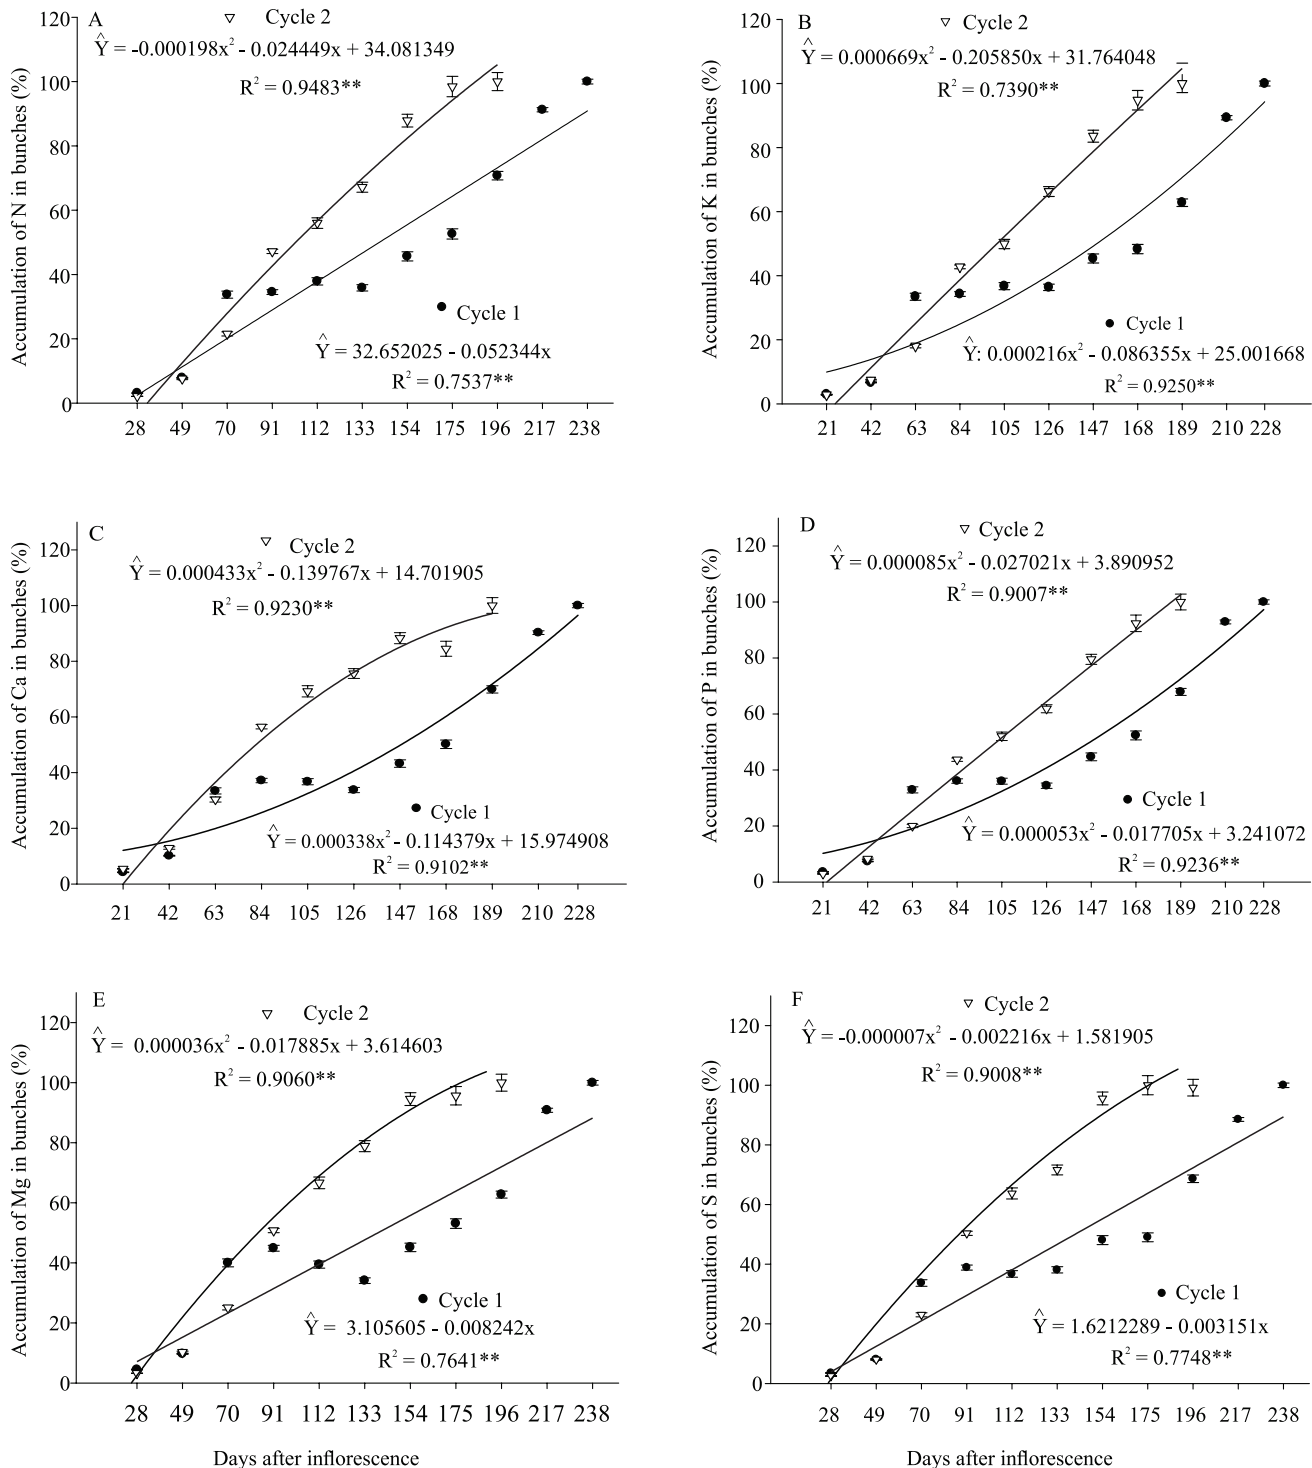 A
Cycle 2
Ŷ = -0.000198x² - 0.024449x + 34.081349
R² = 0.9483**
Accumulation of N in bunches (%)
120
100
80
60
40
20
0
Cycle 1
Ŷ = 32.652025 - 0.052344x
R² = 0.7537**
28 49 70 91 112 133 154 175 196 217 238
B
Cycle 2
Ŷ = 0.000669x² - 0.205850x + 31.764048
R² = 0.7390**
Accumulation of K in bunches (%)
120
100
80
60
40
20
0
Cycle 1
Ŷ: 0.000216x² - 0.086355x + 25.001668
R² = 0.9250**
21 42 63 84 105 126 147 168 189 210 228
C
Cycle 2
Ŷ = 0.000433x² - 0.139767x + 14.701905
R² = 0.9230**
Accumulation of Ca in bunches (%)
120
100
80
60
40
20
0
Cycle 1
Ŷ = 0.000338x² - 0.114379x + 15.974908
R² = 0.9102**
21 42 63 84 105 126 147 168 189 210 228
D
Cycle 2
Ŷ = 0.000085x² - 0.027021x + 3.890952
R² = 0.9007**
Accumulation of P in bunches (%)
120
100
80
60
40
20
0
Cycle 1
Ŷ = 0.000053x² - 0.017705x + 3.241072
R² = 0.9236**
21 42 63 84 105 126 147 168 189 210 228
E
Cycle 2
Ŷ = 0.000036x² - 0.017885x + 3.614603
R² = 0.9060**
Accumulation of Mg in bunches (%)
120
100
80
60
40
20
0
Cycle 1
Ŷ = 3.105605 - 0.008242x
R² = 0.7641**
28 49 70 91 112 133 154 175 196 217 238
Days after inflorescence
F
Cycle 2
Ŷ = -0.000007x² - 0.002216x + 1.581905
R² = 0.9008**
Accumulation of S in bunches (%)
120
100
80
60
40
20
0
Cycle 1
Ŷ = 1.6212289 - 0.003151x
R² = 0.7748**
28 49 70 91 112 133 154 175 196 217 238
Days after inflorescence